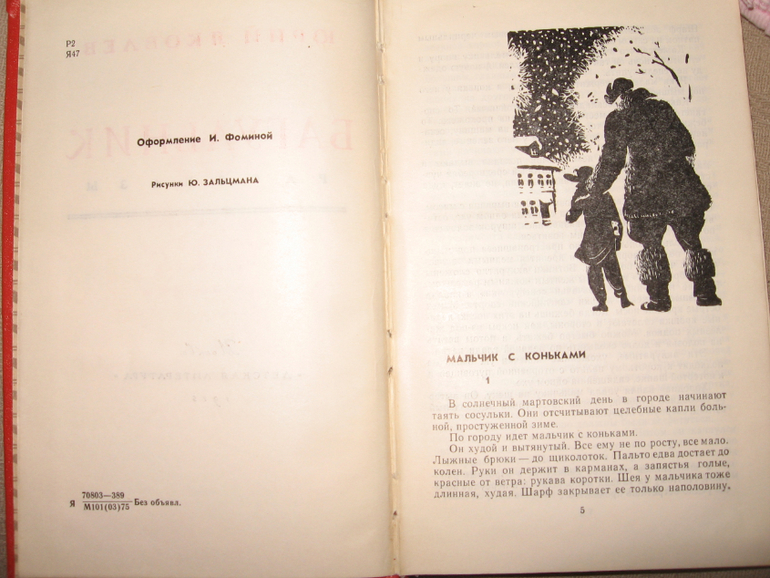 Р2
Я47
Оформление И. Фоминой
Рисунки Ю. ЗАЛЬЦМАНА
Я 70803—389
М101(03)75 Без объявл.
МАЛЬЧИК С КОНЬКАМИ
1
В солнечный мартовский день в городе начинают
таять сосульки. Они отсчитывают целебные капли боль-
ной, простуженной зиме.
По городу идет мальчик с коньками.
Он худой и вытянутый. Все ему не по росту, все мало.
Лыжные брюки — до щиколоток. Пальто едва достает до
колен. Руки он держит в карманах, а запястья голые,
красные от ветра: рукава коротки. Шея у мальчика тоже
длинная, худая. Шарф закрывает ее только наполовину,
5